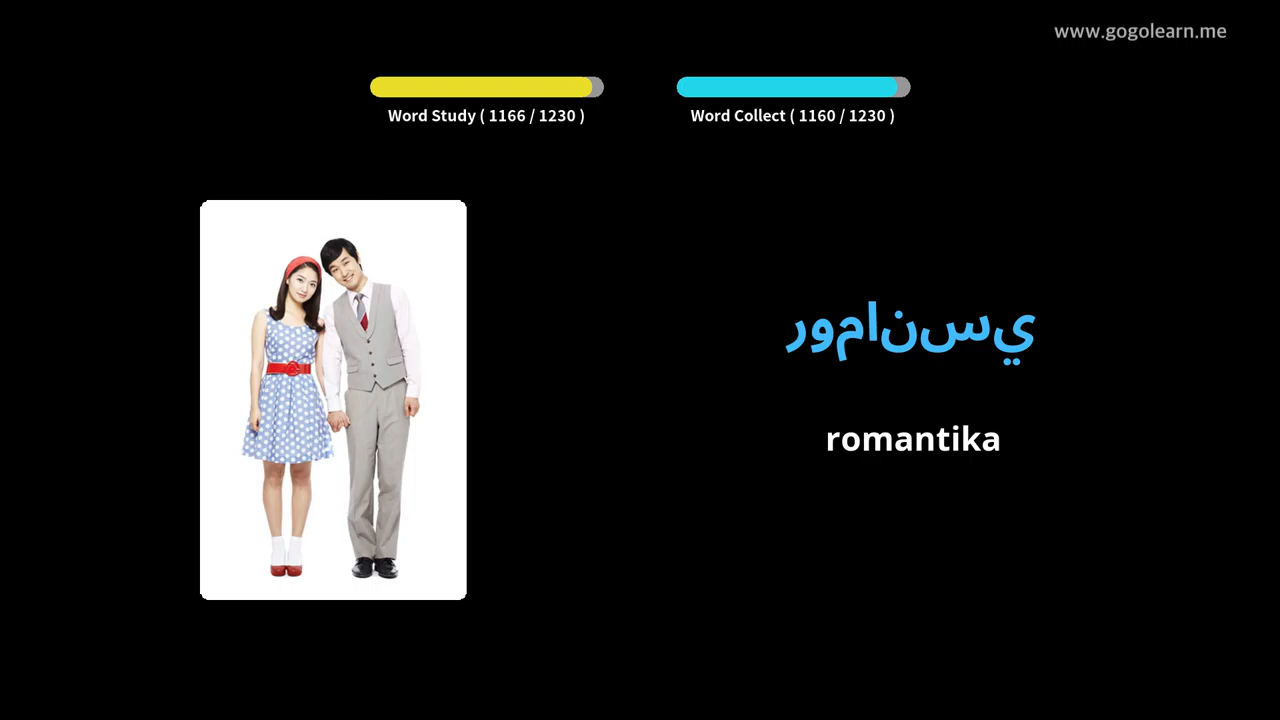 www.gogolearn.me
Word Study ( 1166 / 1230 )
Word Collect ( 1160 / 1230 )
رومانسي
romantika